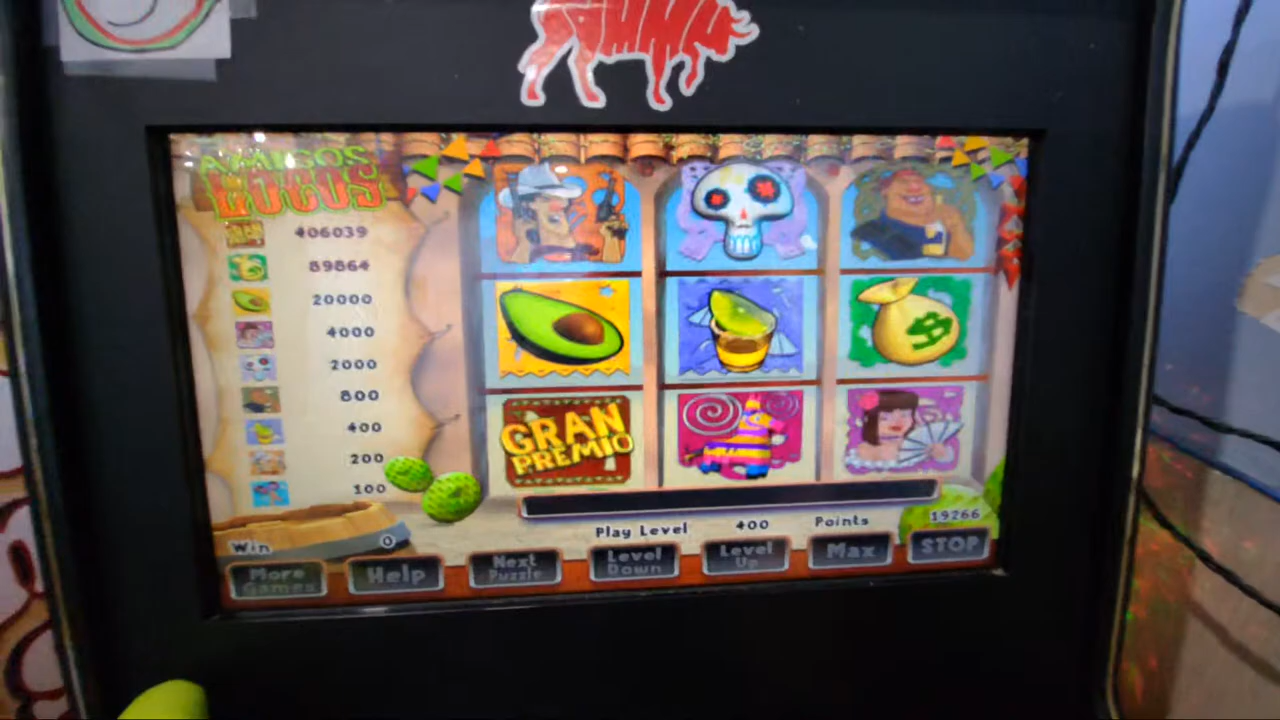 AMIGOS
LOCOS
406039
89864
20000
4000
2000
800
400
200
100
GRAN
PREMIO
$
Play Level 400 Points 19266
Win 0
More
Games
Help
Next
Puzzle
Level
Down
Level
Up
Max
STOP